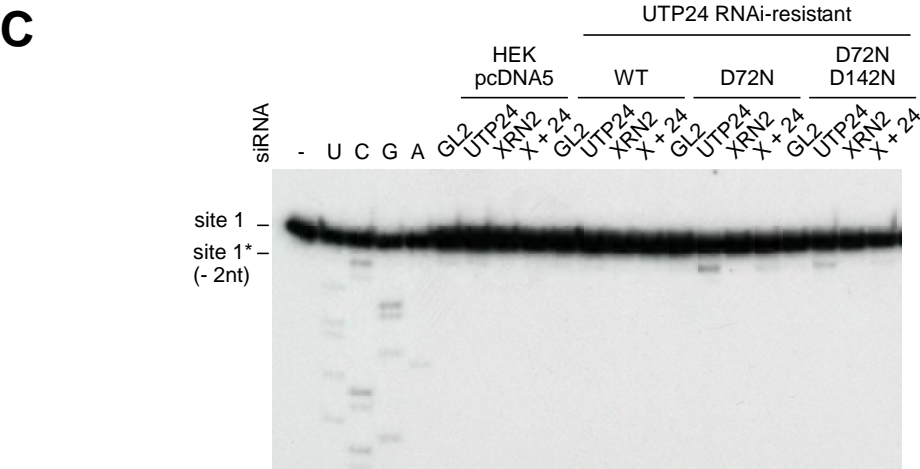 C
UTP24 RNAi-resistant
HEK
pcDNA5
WT
D72N
D72N
D142N
siRNA
- U C G A GL2 UTP24 XRN2 X + 24 GL2 UTP24 XRN2 X + 24 GL2 UTP24 XRN2 X + 24 GL2 UTP24 XRN2 X + 24
site 1 –
site 1* –
(- 2nt)